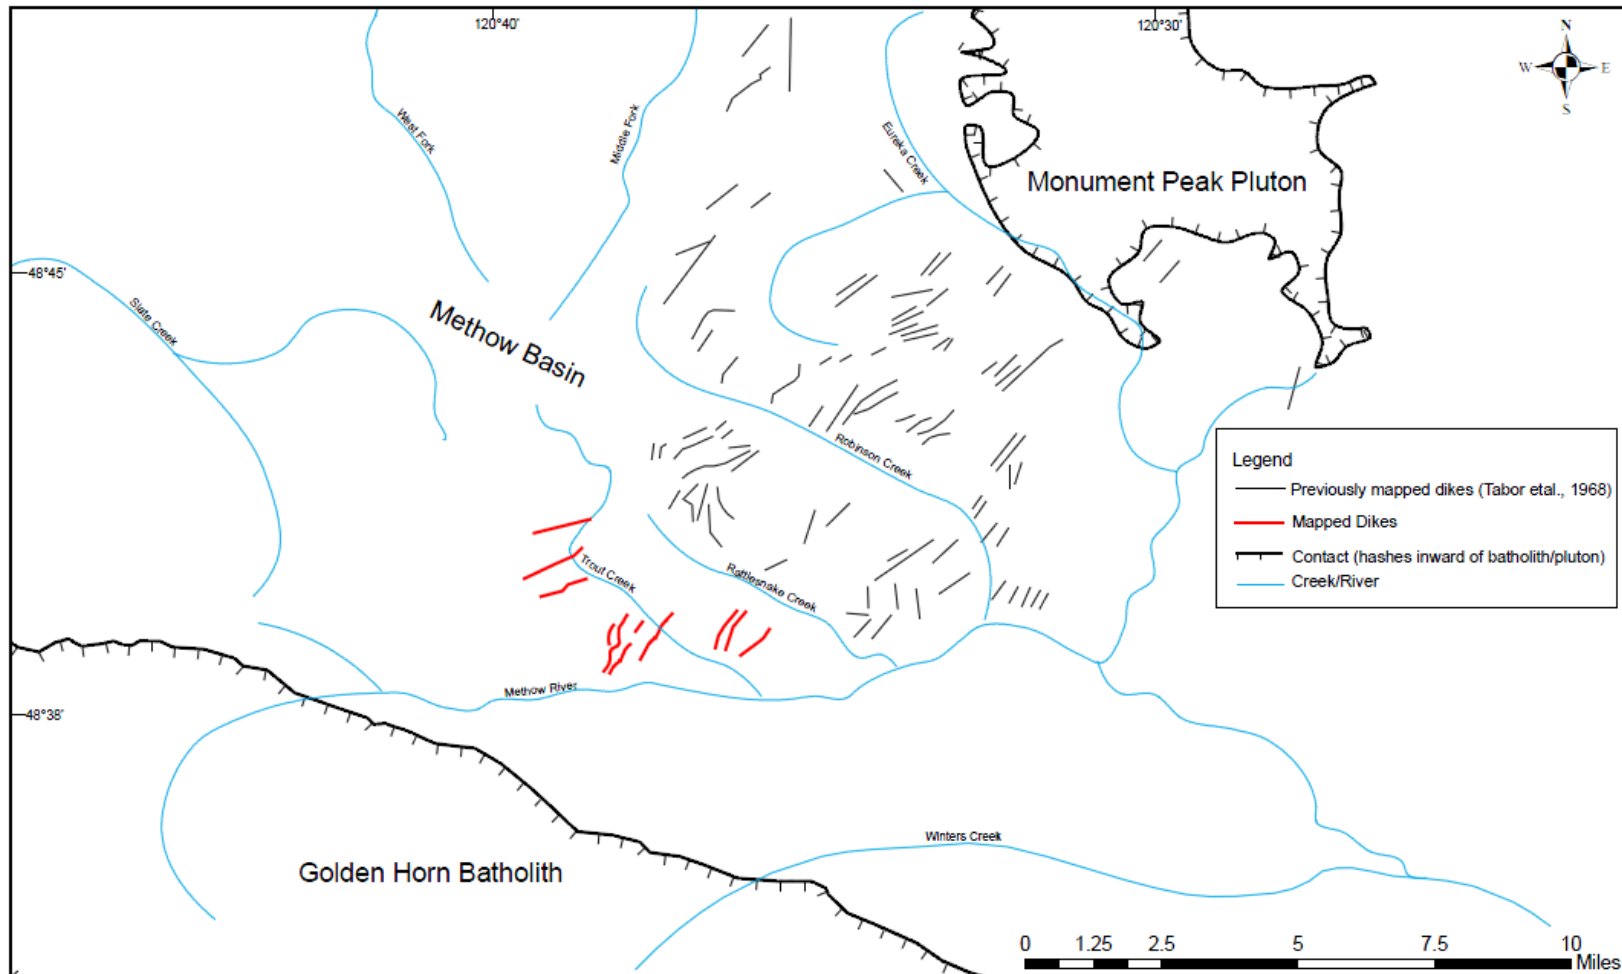 120°40'
120°30'
N
W
E
S
West Fork
Middle Fork
Eureka Creek
Monument Peak Pluton
48°45'
Slate Creek
Methow Basin
Robinson Creek
Legend
Previously mapped dikes (Tabor etal., 1968)
Mapped Dikes
Contact (hashes inward of batholith/pluton)
Creek/River
Trout Creek
Rattlesnake Creek
Methow River
48°38'
Winters Creek
Golden Horn Batholith
0 1.25 2.5 5 7.5 10
Miles